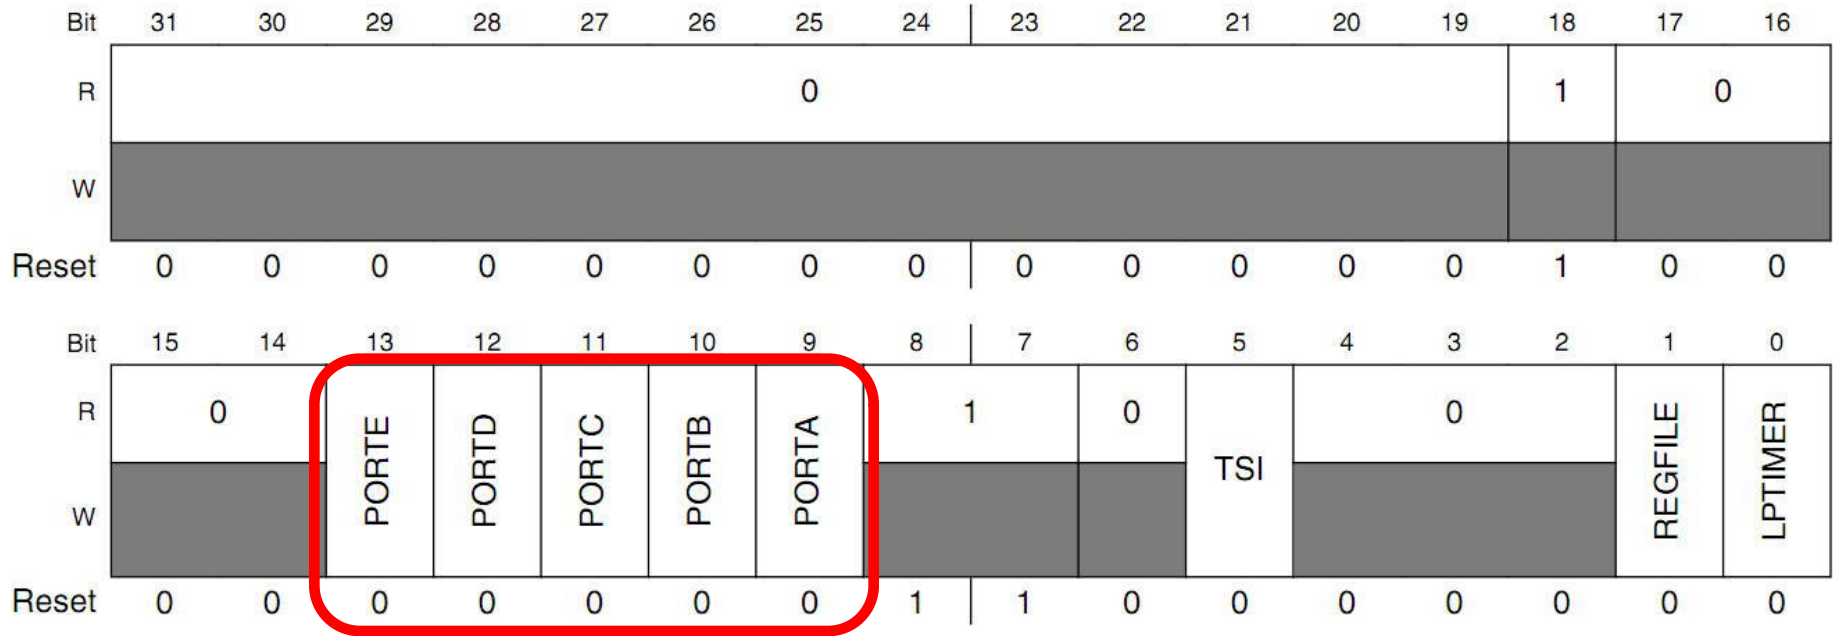 Bit 31 30 29 28 27 26 25 24 23 22 21 20 19 18 17 16
R 0 1 0
W
Reset 0 0 0 0 0 0 0 0 0 0 0 0 0 1 0 0
Bit 15 14 13 12 11 10 9 8 7 6 5 4 3 2 1 0
R 0 PORTE PORTD PORTC PORTB PORTA 1 0 TSI 0 REGFILE LPTIMER
W
Reset 0 0 0 0 0 0 0 1 1 0 0 0 0 0 0 0